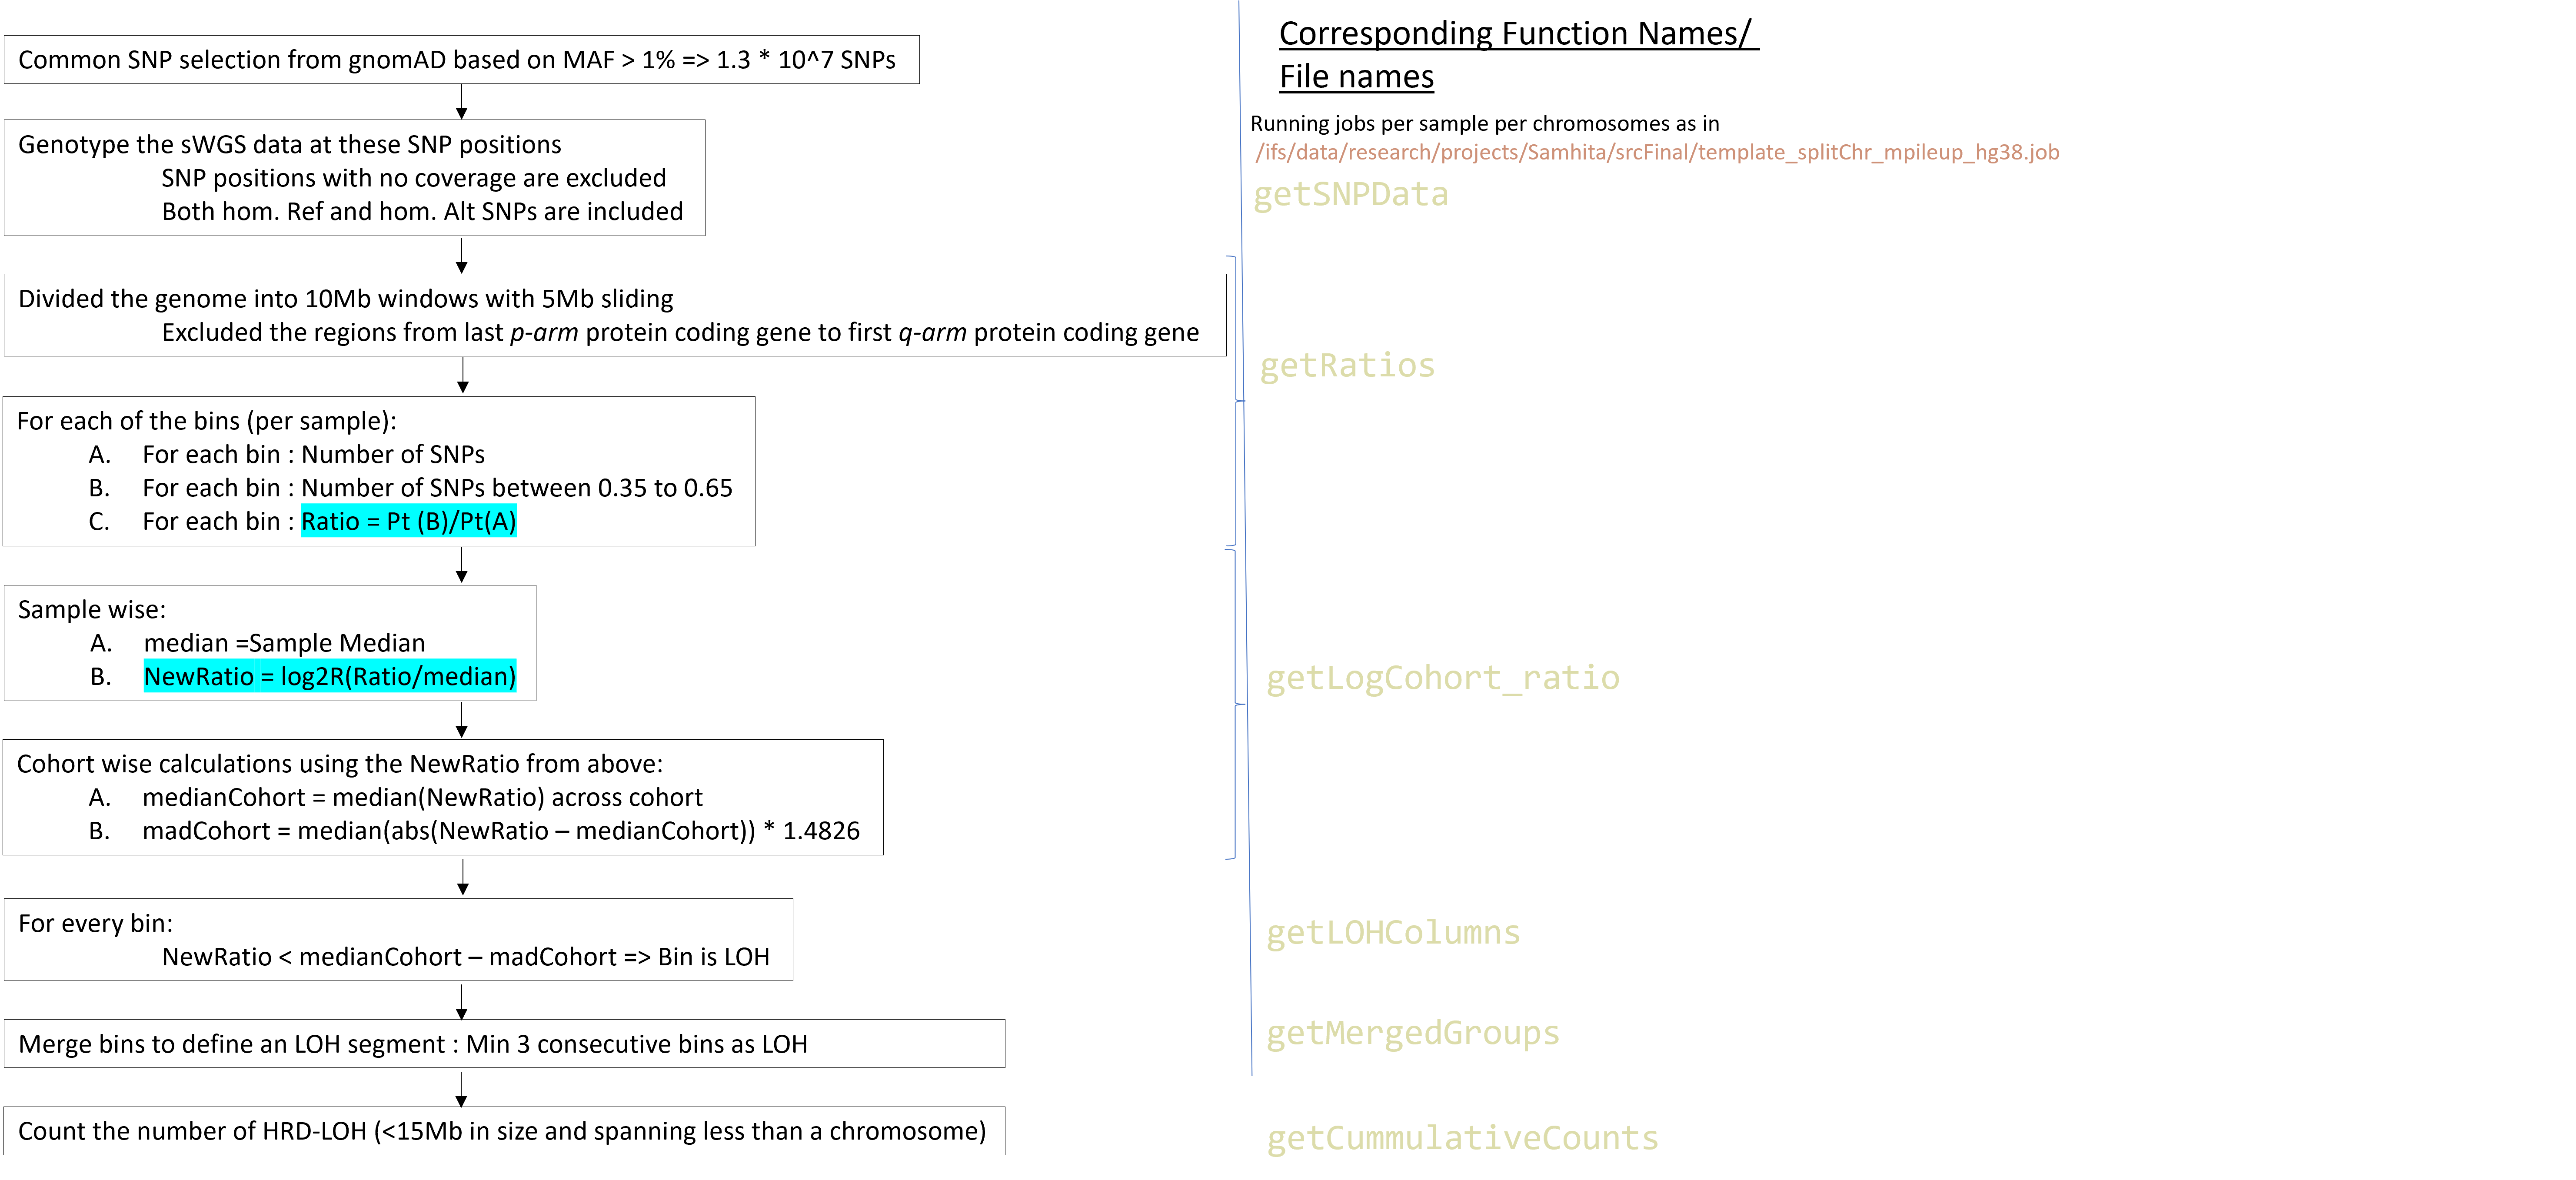 Common SNP selection from gnomAD based on MAF > 1% => 1.3 * 10^7 SNPs
Genotype the sWGS data at these SNP positions
SNP positions with no coverage are excluded
Both hom. Ref and hom. Alt SNPs are included
Divided the genome into 10Mb windows with 5Mb sliding
Excluded the regions from last p-arm protein coding gene to first q-arm protein coding gene
For each of the bins (per sample):
A. For each bin : Number of SNPs
B. For each bin : Number of SNPs between 0.35 to 0.65
C. For each bin : Ratio = Pt (B)/Pt(A)
Sample wise:
A. median =Sample Median
B. NewRatio = log2R(Ratio/median)
Cohort wise calculations using the NewRatio from above:
A. medianCohort = median(NewRatio) across cohort
B. madCohort = median(abs(NewRatio – medianCohort)) * 1.4826
For every bin:
NewRatio < medianCohort – madCohort => Bin is LOH
Merge bins to define an LOH segment : Min 3 consecutive bins as LOH
Count the number of HRD-LOH (<15Mb in size and spanning less than a chromosome)
Corresponding Function Names/
File names
Running jobs per sample per chromosomes as in
/ifs/data/research/projects/Samhita/srcFinal/template_splitChr_mpileup_hg38.job
getSNPData
getRatios
getLogCohort_ratio
getLOHColumns
getMergedGroups
getCummulativeCounts